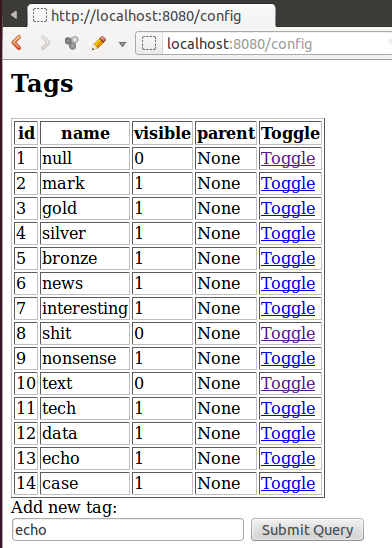 http://localhost:8080/config
localhost:8080/config
Tags
id name visible parent Toggle
1 null 0 None Toggle
2 mark 1 None Toggle
3 gold 1 None Toggle
4 silver 1 None Toggle
5 bronze 1 None Toggle
6 news 1 None Toggle
7 interesting 1 None Toggle
8 shit 0 None Toggle
9 nonsense 1 None Toggle
10 text 0 None Toggle
11 tech 1 None Toggle
12 data 1 None Toggle
13 echo 1 None Toggle
14 case 1 None Toggle
Add new tag:
echo Submit Query